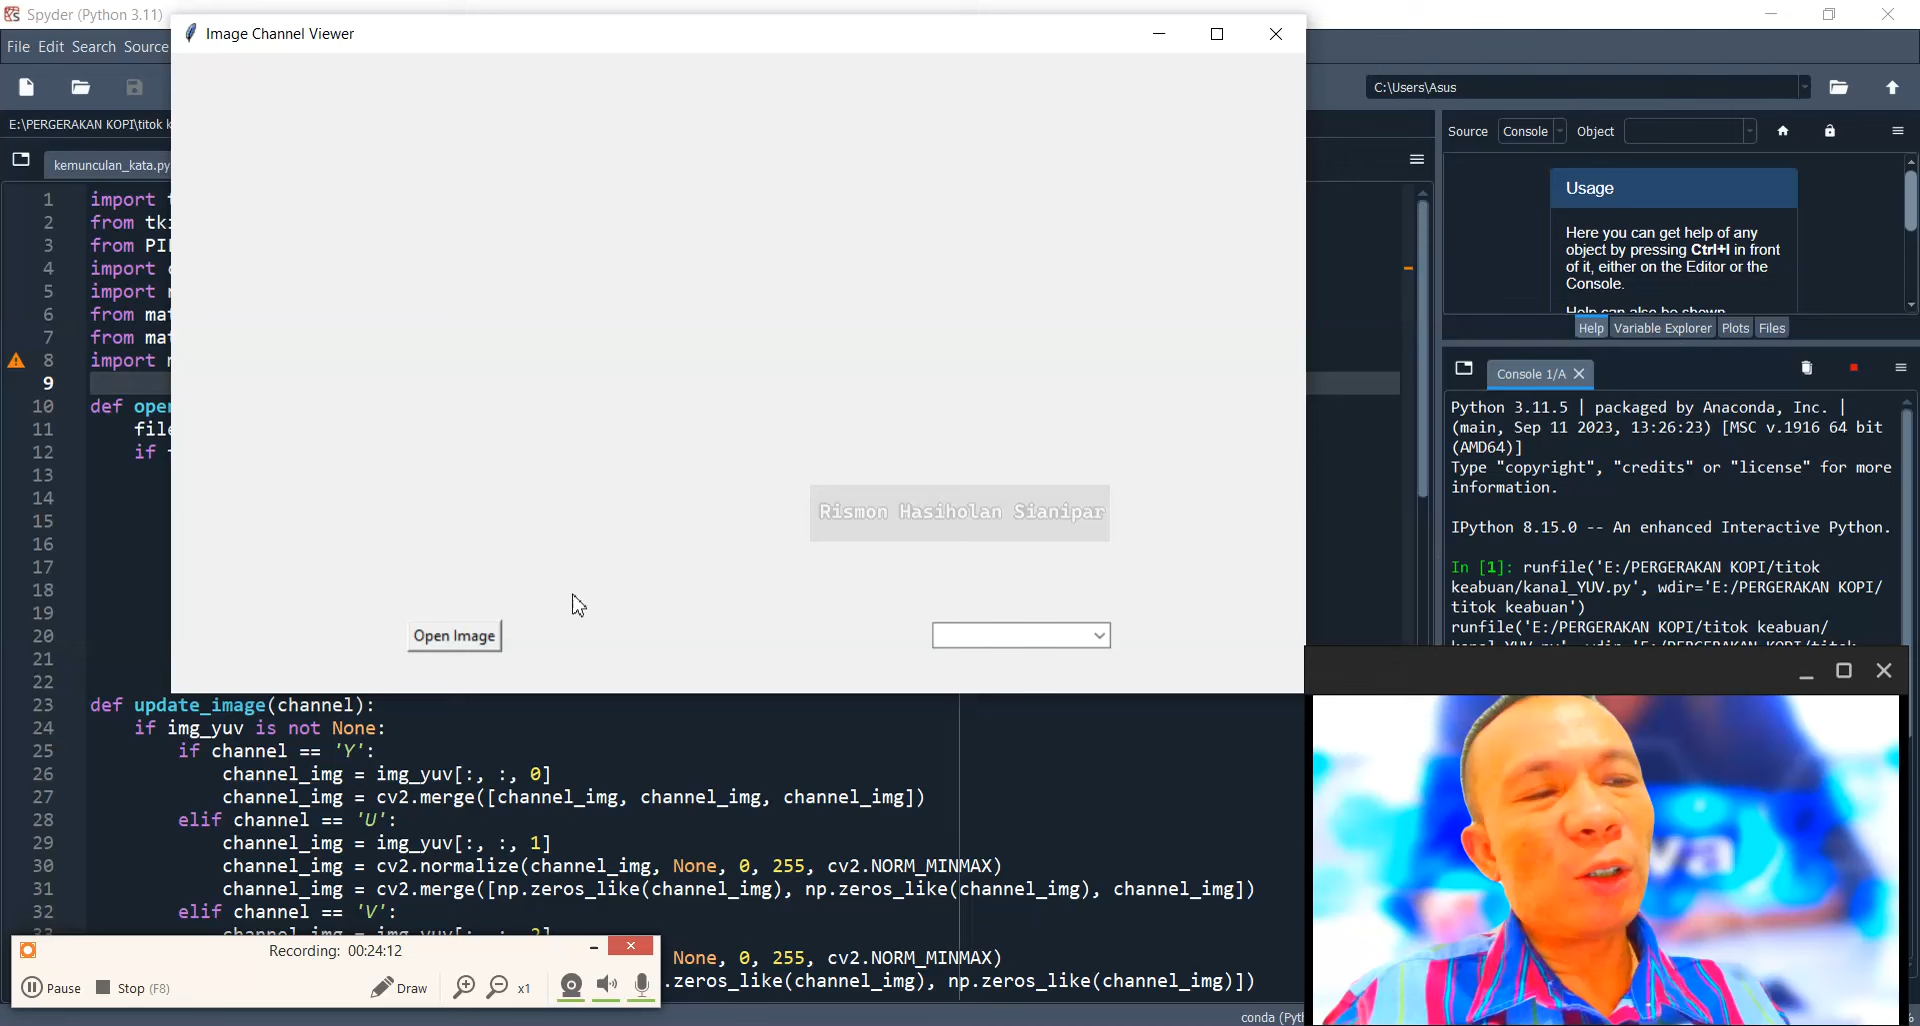 Spyder (Python 3.11)
Image Channel Viewer
File Edit Search Source
C:\Users\Asus
E:\PERGERAKAN KOPI\titok
Source Console Object
kemunculan_kata.py
Usage
Here you can get help of any
object by pressing Ctrl+I in front
of it, either on the Editor or the
Console.
Help can also be shown
Help Variable Explorer Plots Files
1 import
2 from
3 from
4 import
5 import
6 from
7 from
8 import
9
10 def
11
12 if
13
14
15
16
17
18
19
20
21
22
23 def update_image(channel):
24 if img_yuv is not None:
25 if channel == 'Y':
26 channel_img = img_yuv[:, :, 0]
27 channel_img = cv2.merge([channel_img, channel_img, channel_img])
28 elif channel == 'U':
29 channel_img = img_yuv[:, :, 1]
30 channel_img = cv2.normalize(channel_img, None, 0, 255, cv2.NORM_MINMAX)
31 channel_img = cv2.merge([np.zeros_like(channel_img), np.zeros_like(channel_img), channel_img])
32 elif channel == 'V':
None, 0, 255, cv2.NORM_MINMAX)
.zeros_like(channel_img), np.zeros_like(channel_img)])
Rismon Hasiholan Sianipar
Open Image
Console 1/A
Python 3.11.5 | packaged by Anaconda, Inc. |
(main, Sep 11 2023, 13:26:23) [MSC v.1916 64 bit
(AMD64)]
Type "copyright", "credits" or "license" for more
information.
IPython 8.15.0 -- An enhanced Interactive Python.
In [1]: runfile('E:/PERGERAKAN KOPI/titok
keabuan/kanal_YUV.py', wdir='E:/PERGERAKAN KOPI/
titok keabuan')
runfile('E:/PERGERAKAN KOPI/titok keabuan/
Recording: 00:24:12
Pause Stop (F8) Draw x1
conda